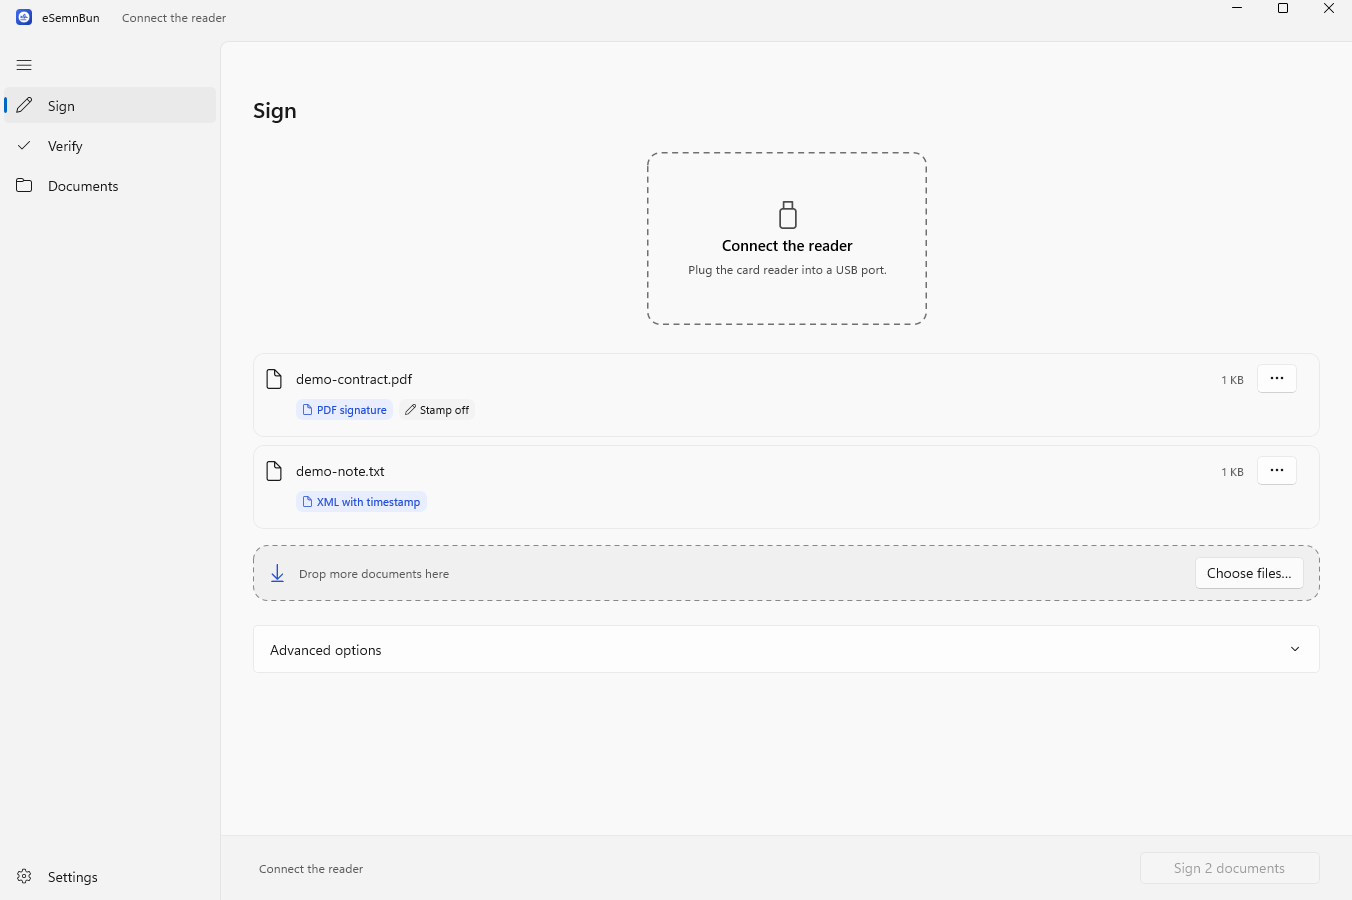 eSemnBun Connect the reader
Sign
Verify
Documents
Settings
Sign
Connect the reader
Plug the card reader into a USB port.
demo-contract.pdf 1 KB
PDF signature Stamp off
demo-note.txt 1 KB
XML with timestamp
Drop more documents here Choose files...
Advanced options
Connect the reader Sign 2 documents